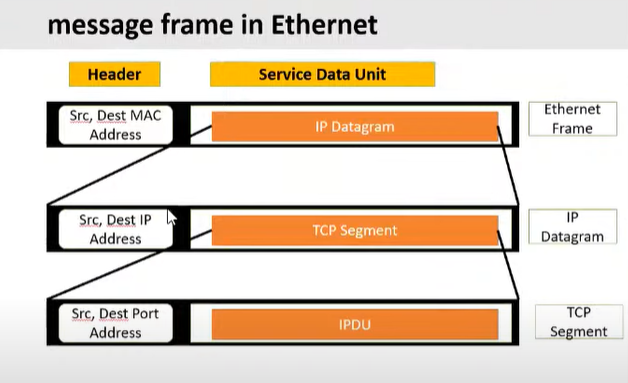 message frame in Ethernet
Header
Service Data Unit
Src, Dest MAC
Address
IP Datagram
Ethernet
Frame
Src, Dest IP
Address
TCP Segment
IP
Datagram
Src, Dest Port
Address
IPDU
TCP
Segment